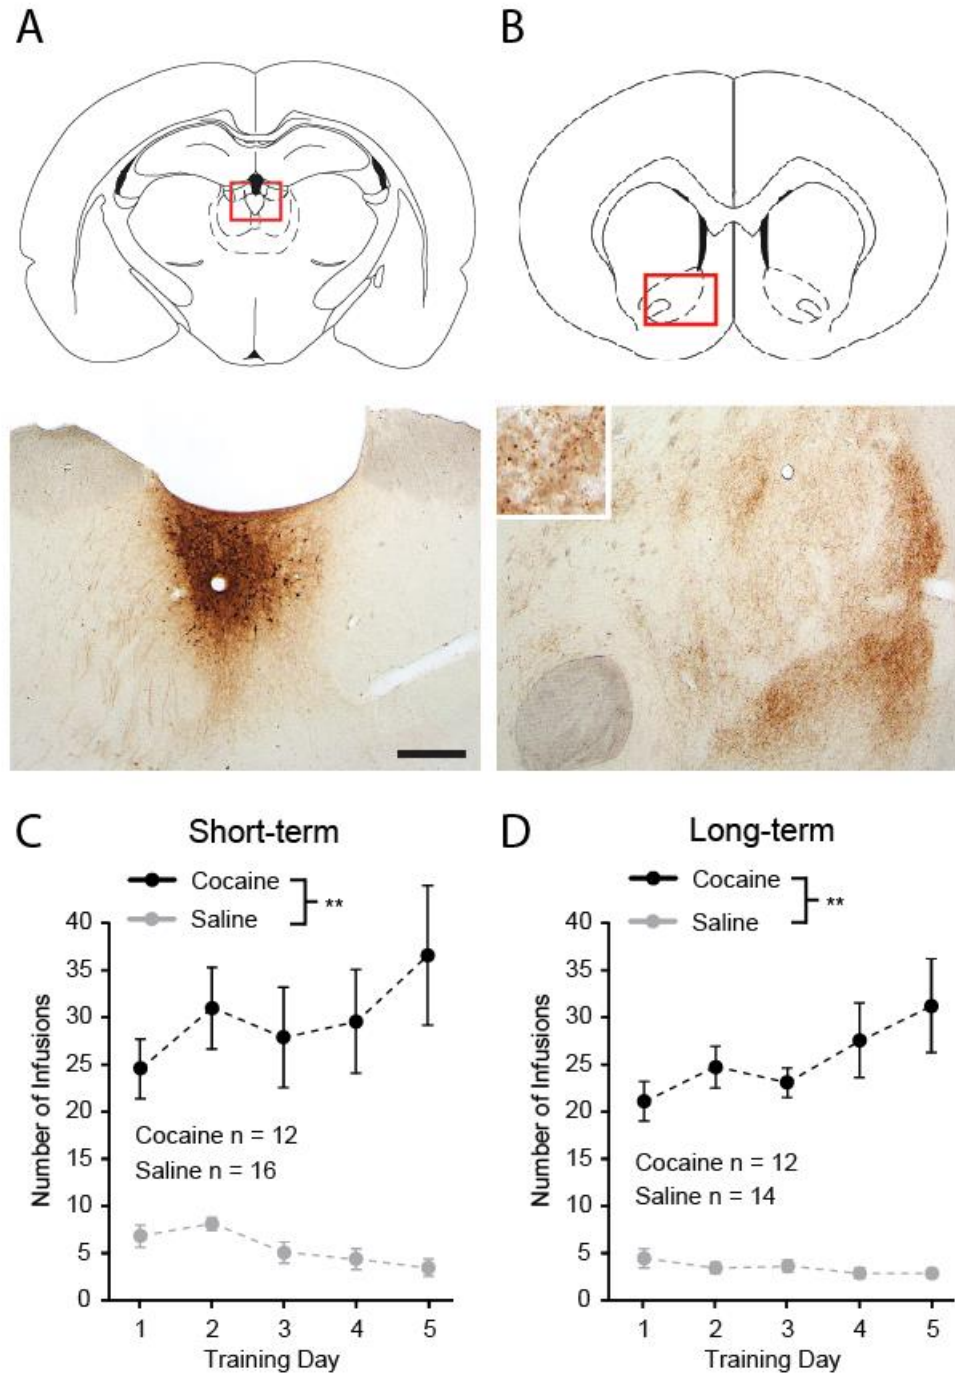 A
B
C
Short-term
Cocaine
Saline
**
40
35
30
25
20
15
10
5
0
Number of Infusions
Cocaine n = 12
Saline n = 16
1 2 3 4 5
Training Day
D
Long-term
Cocaine
Saline
**
40
35
30
25
20
15
10
5
0
Number of Infusions
Cocaine n = 12
Saline n = 14
1 2 3 4 5
Training Day